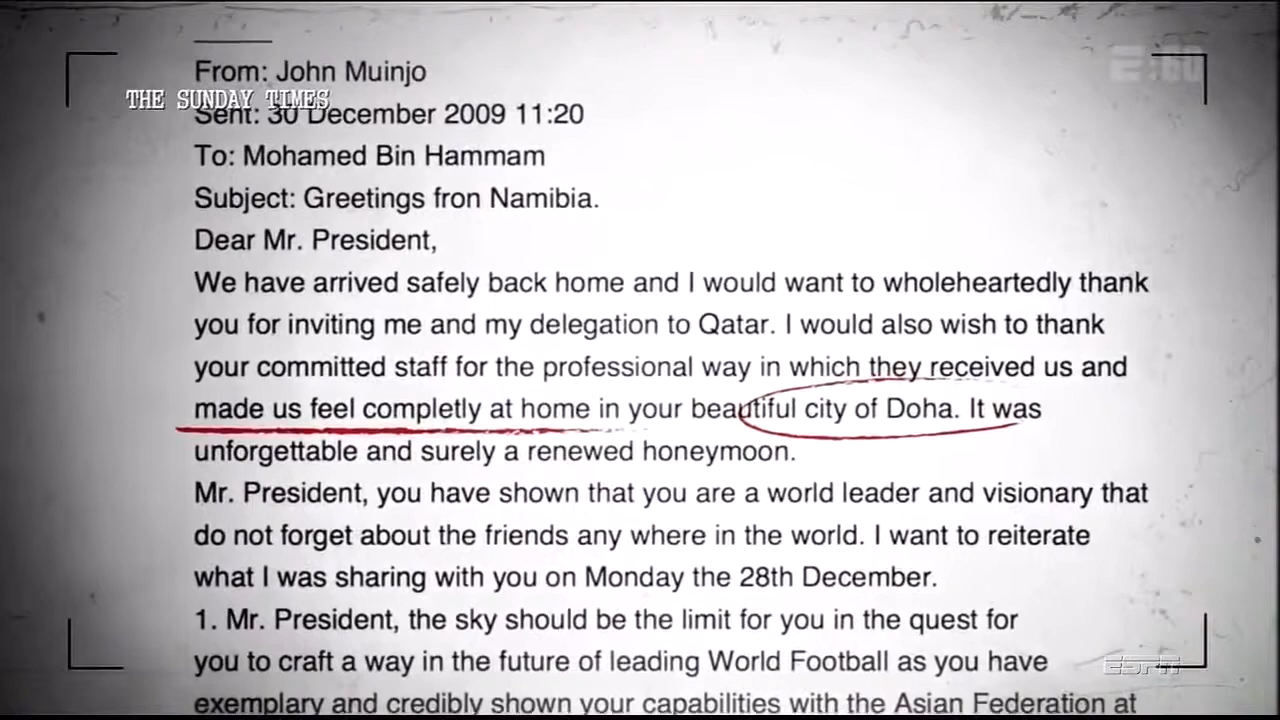 E:60
From: John Muinjo
THE SUNDAY TIMES
Sent: 30 December 2009 11:20
To: Mohamed Bin Hammam
Subject: Greetings fron Namibia.
Dear Mr. President,
We have arrived safely back home and I would want to wholeheartedly thank
you for inviting me and my delegation to Qatar. I would also wish to thank
your committed staff for the professional way in which they received us and
made us feel completly at home in your beautiful city of Doha. It was
unforgettable and surely a renewed honeymoon.
Mr. President, you have shown that you are a world leader and visionary that
do not forget about the friends any where in the world. I want to reiterate
what I was sharing with you on Monday the 28th December.
1. Mr. President, the sky should be the limit for you in the quest for
you to craft a way in the future of leading World Football as you have
ESPN
exemplary and credibly shown your capabilities with the Asian Federation at